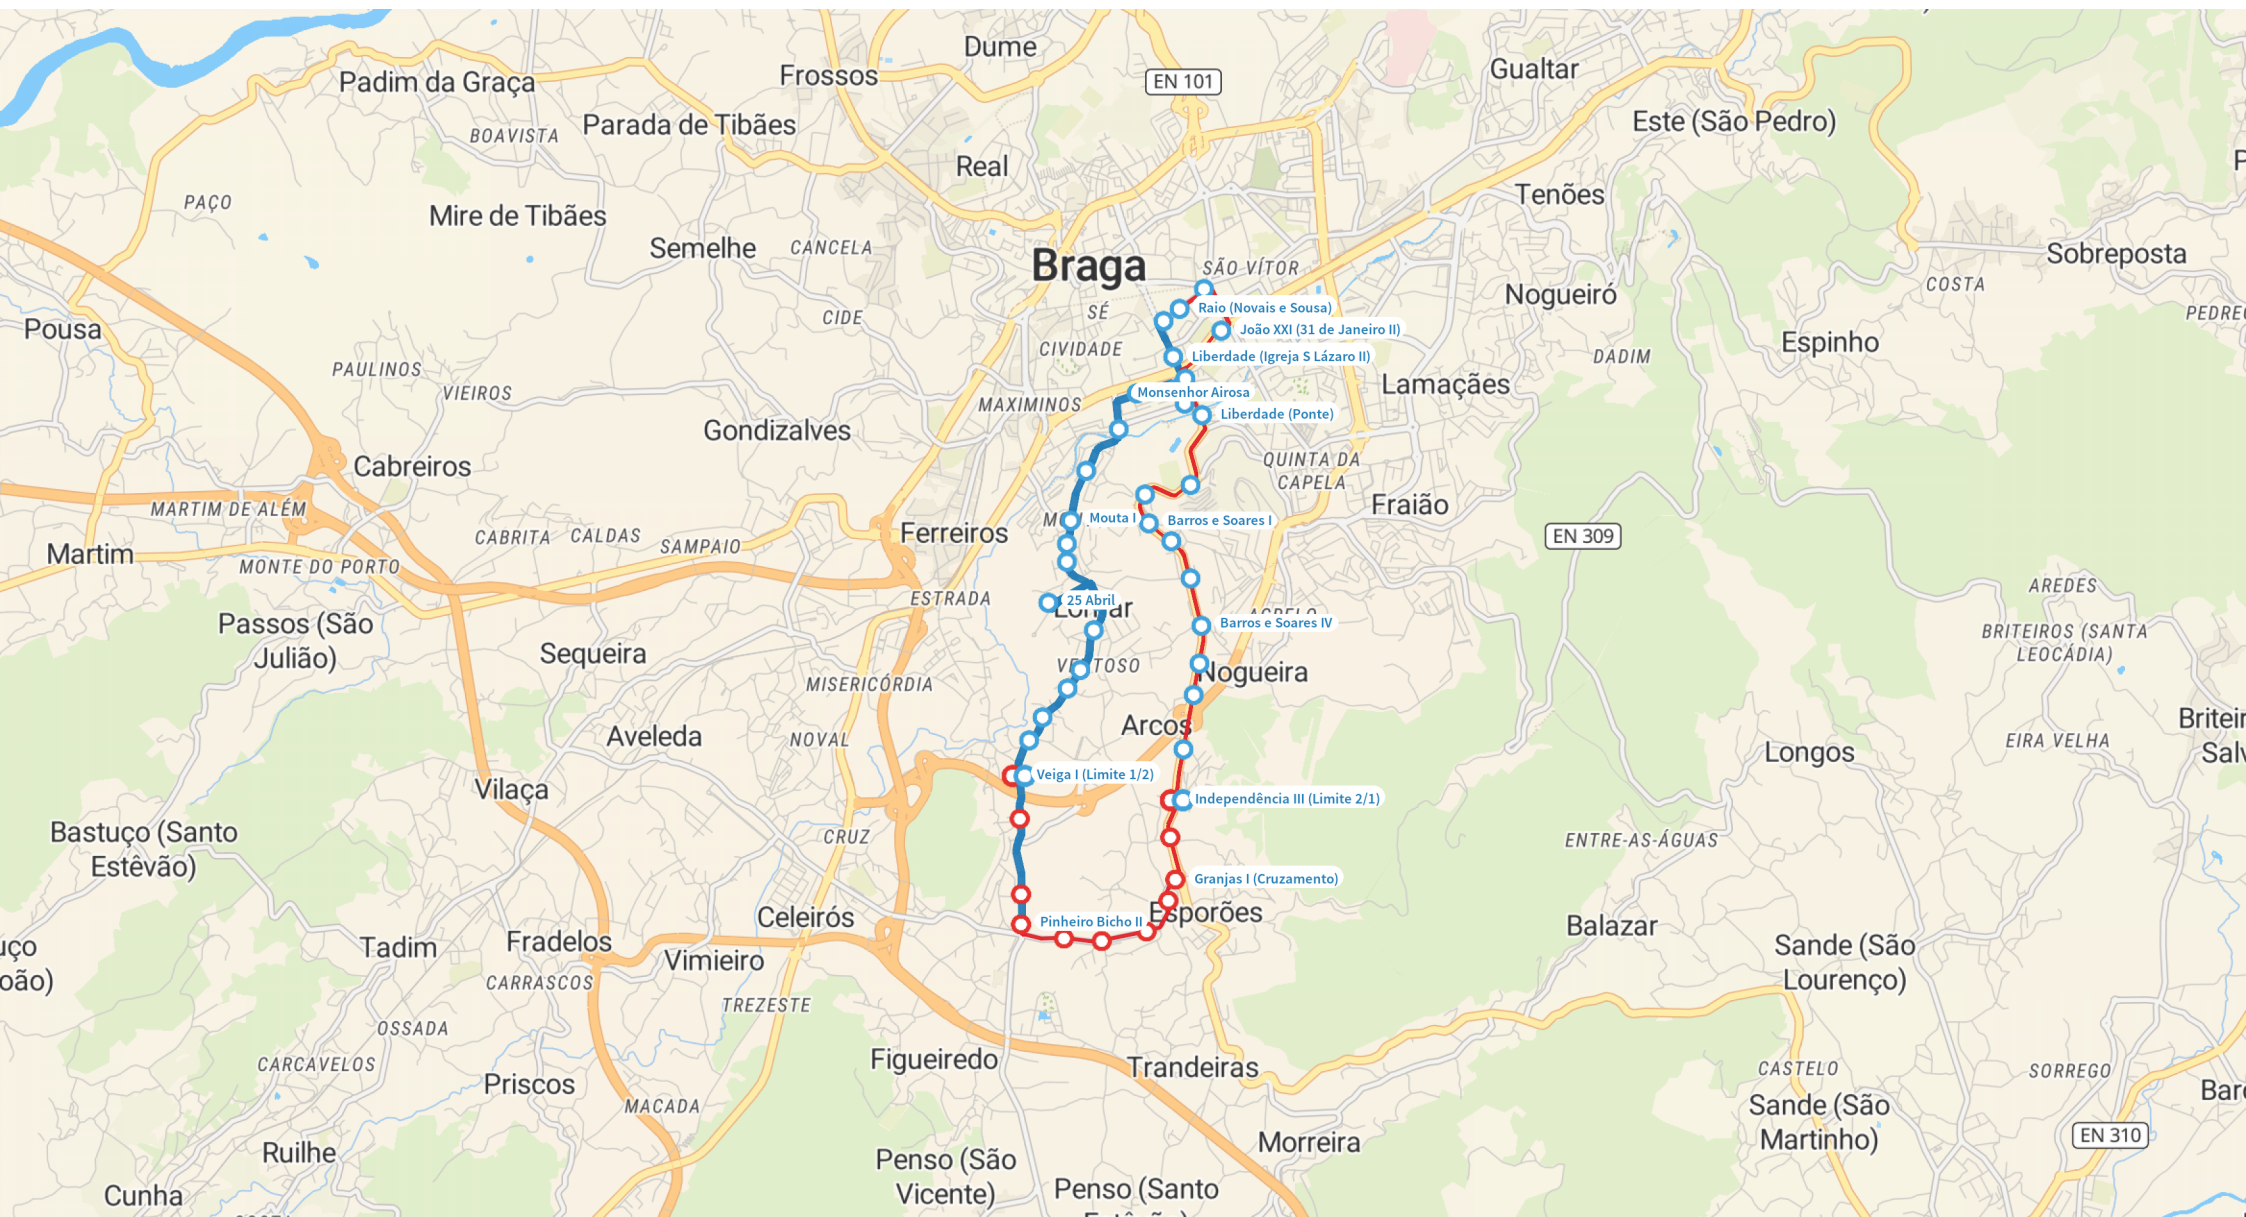 Dume
Frossos
Gualtar
Padim da Graça
EN 101
BOAVISTA
Parada de Tibães
Este (São Pedro)
Real
PAÇO
Mire de Tibães
Tenões
Semelhe
CANCELA
Braga
SÃO VÍTOR
Sobreposta
COSTA
Nogueiró
SÉ
Raio (Novais e Sousa)
CIDE
João XXI (31 de Janeiro II)
Pousa
Espinho
CIVIDADE
Liberdade (Igreja S Lázaro II)
DADIM
PAULINOS
VIEIROS
Lamaçães
Monsenhor Airosa
MAXIMINOS
Liberdade (Ponte)
Gondizalves
Cabreiros
QUINTA DA
CAPELA
MARTIM DE ALÉM
Fraião
Mouta I
Barros e Soares I
CABRITA
CALDAS
SAMPAIO
Ferreiros
EN 309
Martim
MONTE DO PORTO
AREDES
ESTRADA
25 Abril
Lomar
Barros e Soares IV
Passos (São
Julião)
BRITEIROS (SANTA
LEOCÁDIA)
Sequeira
Nogueira
MISERICÓRDIA
Arcos
Aveleda
NOVAL
Longos
EIRA VELHA
Veiga I (Limite 1/2)
Vilaça
Independência III (Limite 2/1)
Bastuço (Santo
Estêvão)
CRUZ
ENTRE-AS-ÁGUAS
Granjas I (Cruzamento)
Celeirós
Pinheiro Bicho II
Esporões
Balazar
Tadim
Fradelos
Vimieiro
Sande (São
Lourenço)
CARRASCOS
TREZESTE
OSSADA
Figueiredo
Trandeiras
CARCAVELOS
Priscos
CASTELO
SORREGO
MACADA
Sande (São
Martinho)
Morreira
EN 310
Ruilhe
Penso (São
Vicente)
Cunha
Penso (Santo